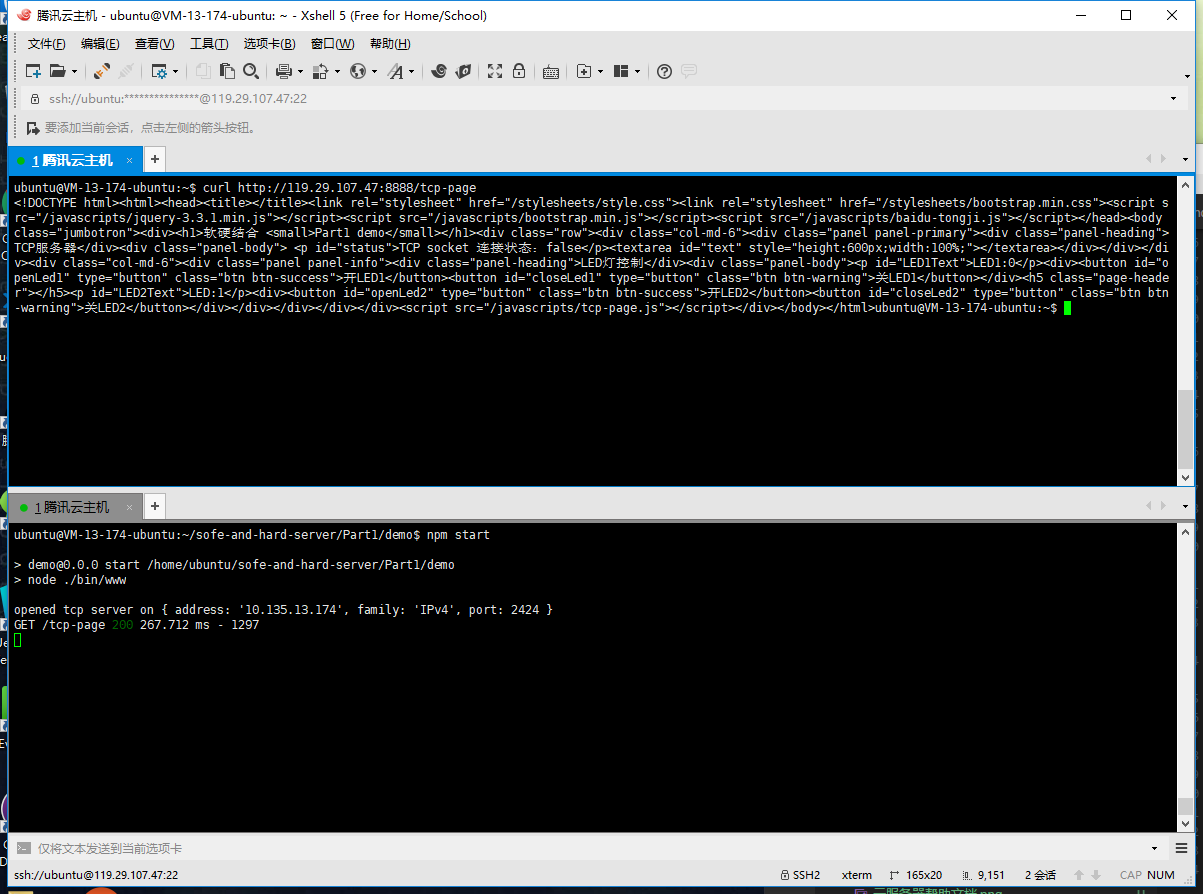 腾讯云主机 - ubuntu@VM-13-174-ubuntu: ~ - Xshell 5 (Free for Home/School)
文件(F) 编辑(E) 查看(V) 工具(T) 选项卡(B) 窗口(W) 帮助(H)
ssh://ubuntu:***************@119.29.107.47:22
要添加当前会话，点击左侧的箭头按钮。
1 腾讯云主机 × +
ubuntu@VM-13-174-ubuntu:~$ curl http://119.29.107.47:8888/tcp-page
<!DOCTYPE html><html><head><title></title><link rel="stylesheet" href="/stylesheets/style.css"><link rel="stylesheet" href="/stylesheets/bootstrap.min.css"><script s
rc="/javascripts/jquery-3.3.1.min.js"></script><script src="/javascripts/bootstrap.min.js"></script><script src="/javascripts/baidu-tongji.js"></script></head><body 
class="jumbotron"><div><h1>软硬结合 <small>Part1 demo</small></h1><div class="row"><div class="col-md-6"><div class="panel panel-primary"><div class="panel-heading">
TCP服务器</div><div class="panel-body"> <p id="status">TCP socket 连接状态: false</p><textarea id="text" style="height:600px;width:100%;"></textarea></div></div></di
v><div class="col-md-6"><div class="panel panel-info"><div class="panel-heading">LED灯控制</div><div class="panel-body"><p id="LED1Text">LED1:0</p><div><button id="o
penLed1" type="button" class="btn btn-success">开LED1</button><button id="closeLed1" type="button" class="btn btn-warning">关LED1</button></div><h5 class="page-heade
r"></h5><p id="LED2Text">LED:1</p><div><button id="openLed2" type="button" class="btn btn-success">开LED2</button><button id="closeLed2" type="button" class="btn btn
-warning">关LED2</button></div></div></div></div></div><script src="/javascripts/tcp-page.js"></script></div></body></html>ubuntu@VM-13-174-ubuntu:~$
1 腾讯云主机 × +
ubuntu@VM-13-174-ubuntu:~/sofe-and-hard-server/Part1/demo$ npm start
> demo@0.0.0 start /home/ubuntu/sofe-and-hard-server/Part1/demo
> node ./bin/www
opened tcp server on { address: '10.135.13.174', family: 'IPv4', port: 2424 }
GET /tcp-page 200 267.712 ms - 1297
仅将文本发送到当前选项卡
ssh://ubuntu@119.29.107.47:22 SSH2 xterm 165x20 9,151 2 会话 CAP NUM